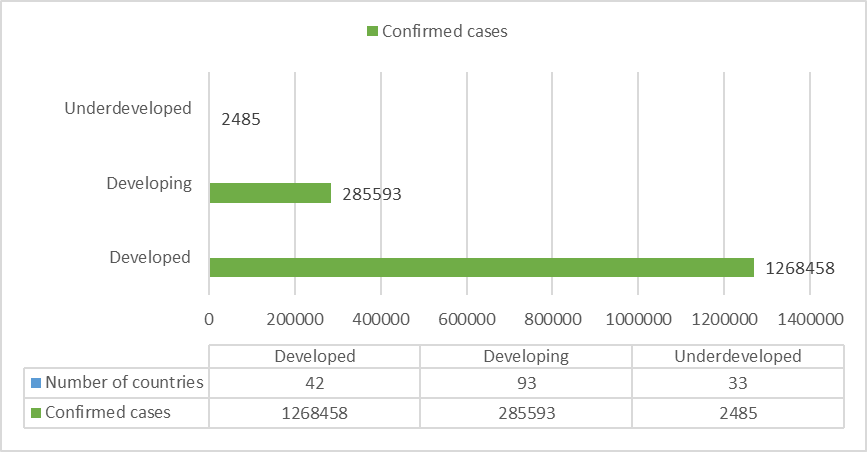 Confirmed cases
Underdeveloped
2485
Developing
285593
Developed
1268458
0 200000 400000 600000 800000 1000000 1200000 1400000
Developed Developing Underdeveloped
Number of countries 42 93 33
Confirmed cases 1268458 285593 2485